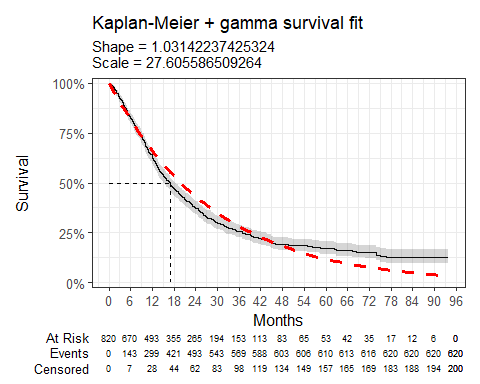 Kaplan-Meier + gamma survival fit
Shape = 1.03142237425324
Scale = 27.605586509264
100%
75%
50%
25%
0%
Survival
0 6 12 18 24 30 36 42 48 54 60 66 72 78 84 90 96
Months
At Risk 820 670 493 355 265 194 153 113 83 65 53 42 35 17 12 6 0
Events 0 143 299 421 493 543 569 588 603 606 610 613 616 620 620 620 620
Censored 0 7 28 44 62 83 98 119 134 149 157 165 169 183 188 194 200